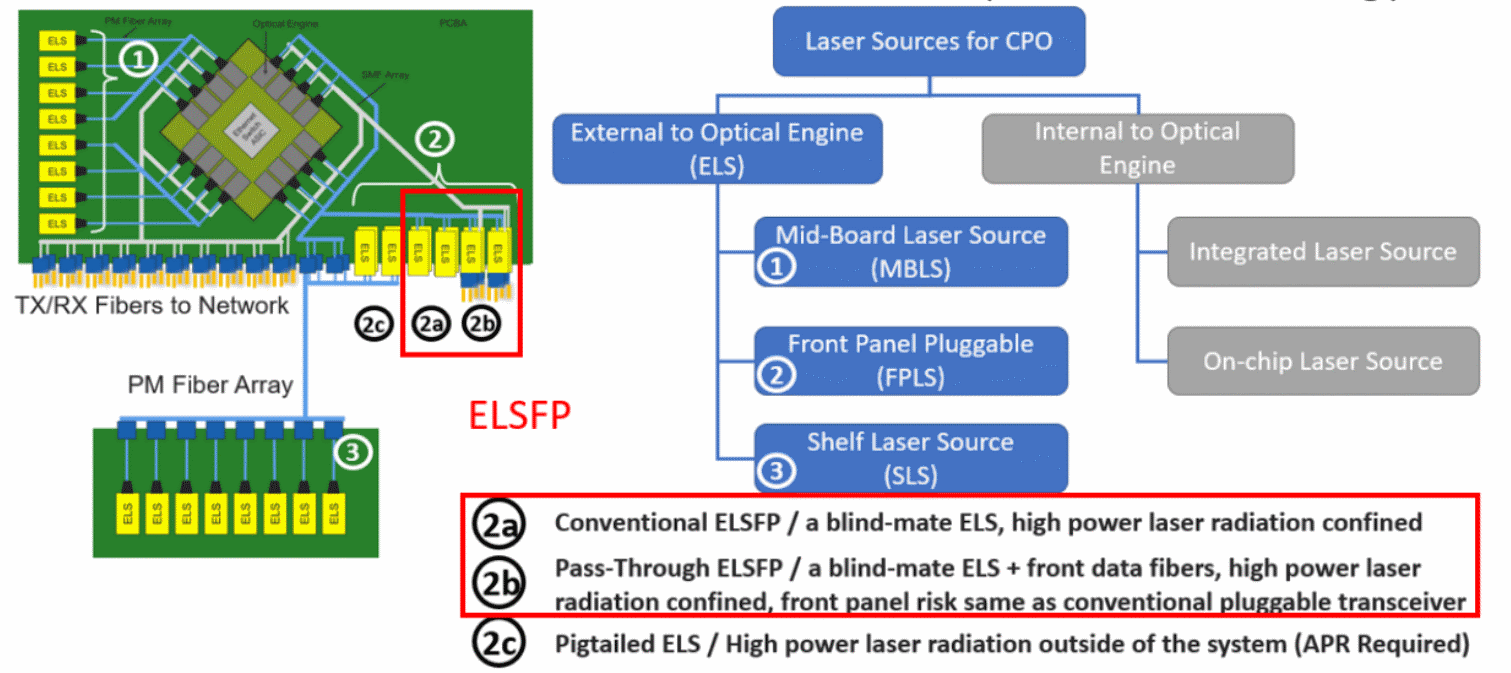 PM Fiber Array
Optical Engine
PCBA
ELS
ELS
ELS
ELS
ELS
ELS
ELS
ELS
1
SMF Array
Ethernet
Switch
ASIC
2
ELS
ELS
ELS
ELS
ELS
ELS
TX/RX Fibers to Network
2c
2a
2b
PM Fiber Array
ELSFP
3
ELS
ELS
ELS
ELS
ELS
ELS
ELS
ELS
Laser Sources for CPO
External to Optical Engine
(ELS)
Internal to Optical
Engine
Mid-Board Laser Source
1
(MBLS)
Integrated Laser Source
Front Panel Pluggable
2
(FPLS)
On-chip Laser Source
Shelf Laser Source
3
(SLS)
2a Conventional ELSFP / a blind-mate ELS, high power laser radiation confined
2b Pass-Through ELSFP / a blind-mate ELS + front data fibers, high power laser
radiation confined, front panel risk same as conventional pluggable transceiver
2c Pigtailed ELS / High power laser radiation outside of the system (APR Required)